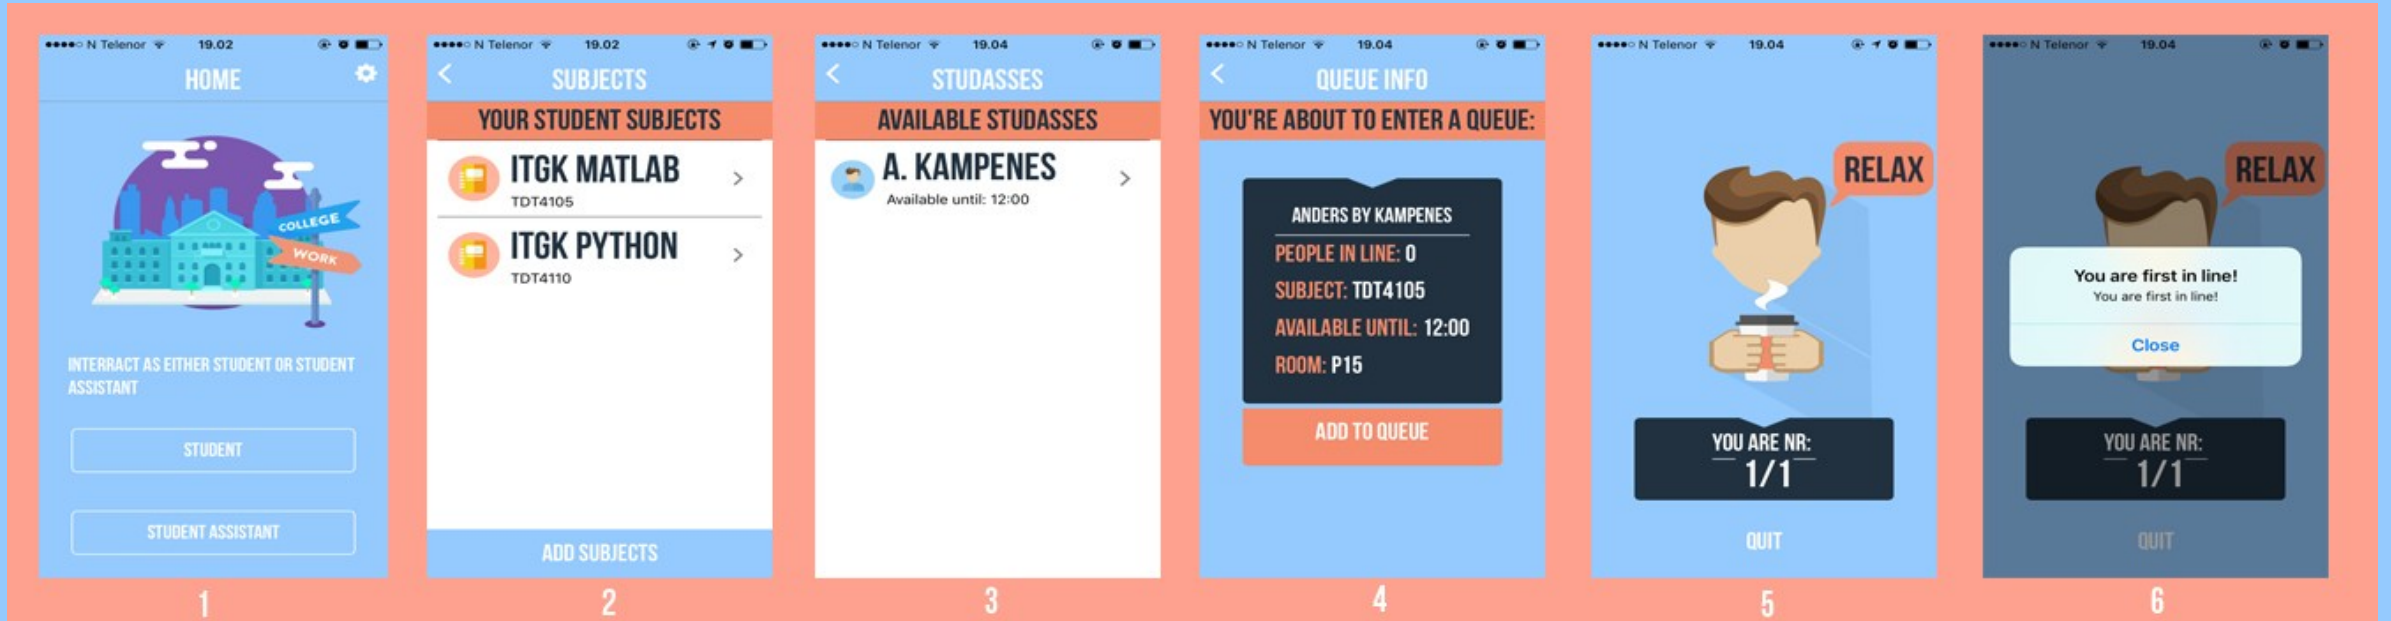 N Telenor 19.02
HOME
COLLEGE
WORK
INTERRACT AS EITHER STUDENT OR STUDENT
ASSISTANT
STUDENT
STUDENT ASSISTANT
1
N Telenor 19.02
SUBJECTS
YOUR STUDENT SUBJECTS
ITGK MATLAB
TDT4105
ITGK PYTHON
TDT4110
ADD SUBJECTS
2
N Telenor 19.04
STUDASSES
AVAILABLE STUDASSES
A. KAMPENES
Available until: 12:00
3
N Telenor 19.04
QUEUE INFO
YOU'RE ABOUT TO ENTER A QUEUE:
ANDERS BY KAMPENES
PEOPLE IN LINE: 0
SUBJECT: TDT4105
AVAILABLE UNTIL: 12:00
ROOM: P15
ADD TO QUEUE
4
N Telenor 19.04
RELAX
YOU ARE NR:
1/1
QUIT
5
N Telenor 19.04
RELAX
You are first in line!
You are first in line!
Close
YOU ARE NR:
1/1
QUIT
6